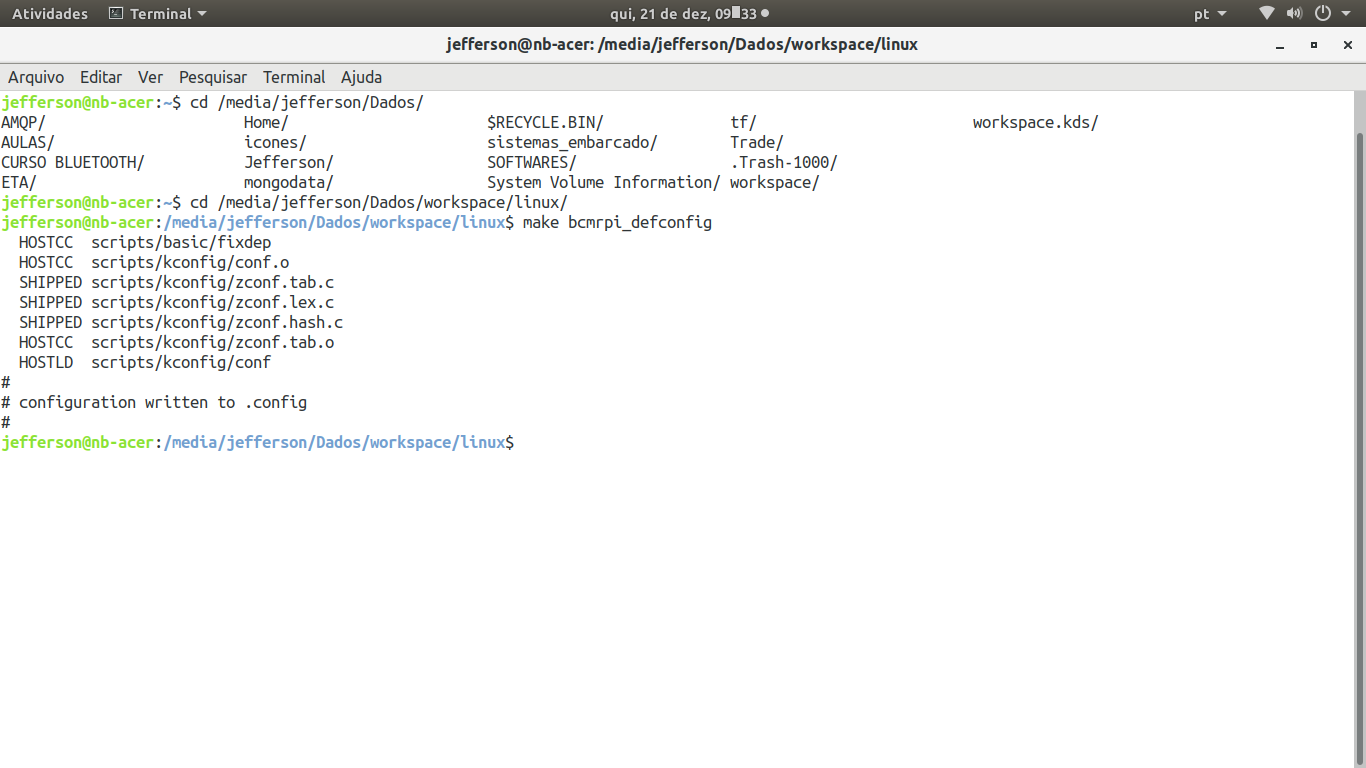 Atividades Terminal qui, 21 de dez, 09 33 pt
jefferson@nb-acer: /media/jefferson/Dados/workspace/linux
Arquivo Editar Ver Pesquisar Terminal Ajuda
jefferson@nb-acer:~$ cd /media/jefferson/Dados/
AMQP/ Home/ $RECYCLE.BIN/ tf/ workspace.kds/
AULAS/ icones/ sistemas_embarcado/ Trade/
CURSO BLUETOOTH/ Jefferson/ SOFTWARES/ .Trash-1000/
ETA/ mongodata/ System Volume Information/ workspace/
jefferson@nb-acer:~$ cd /media/jefferson/Dados/workspace/linux/
jefferson@nb-acer:/media/jefferson/Dados/workspace/linux$ make bcmrpi_defconfig
  HOSTCC  scripts/basic/fixdep
  HOSTCC  scripts/kconfig/conf.o
  SHIPPED scripts/kconfig/zconf.tab.c
  SHIPPED scripts/kconfig/zconf.lex.c
  SHIPPED scripts/kconfig/zconf.hash.c
  HOSTCC  scripts/kconfig/zconf.tab.o
  HOSTLD  scripts/kconfig/conf
#
# configuration written to .config
#
jefferson@nb-acer:/media/jefferson/Dados/workspace/linux$